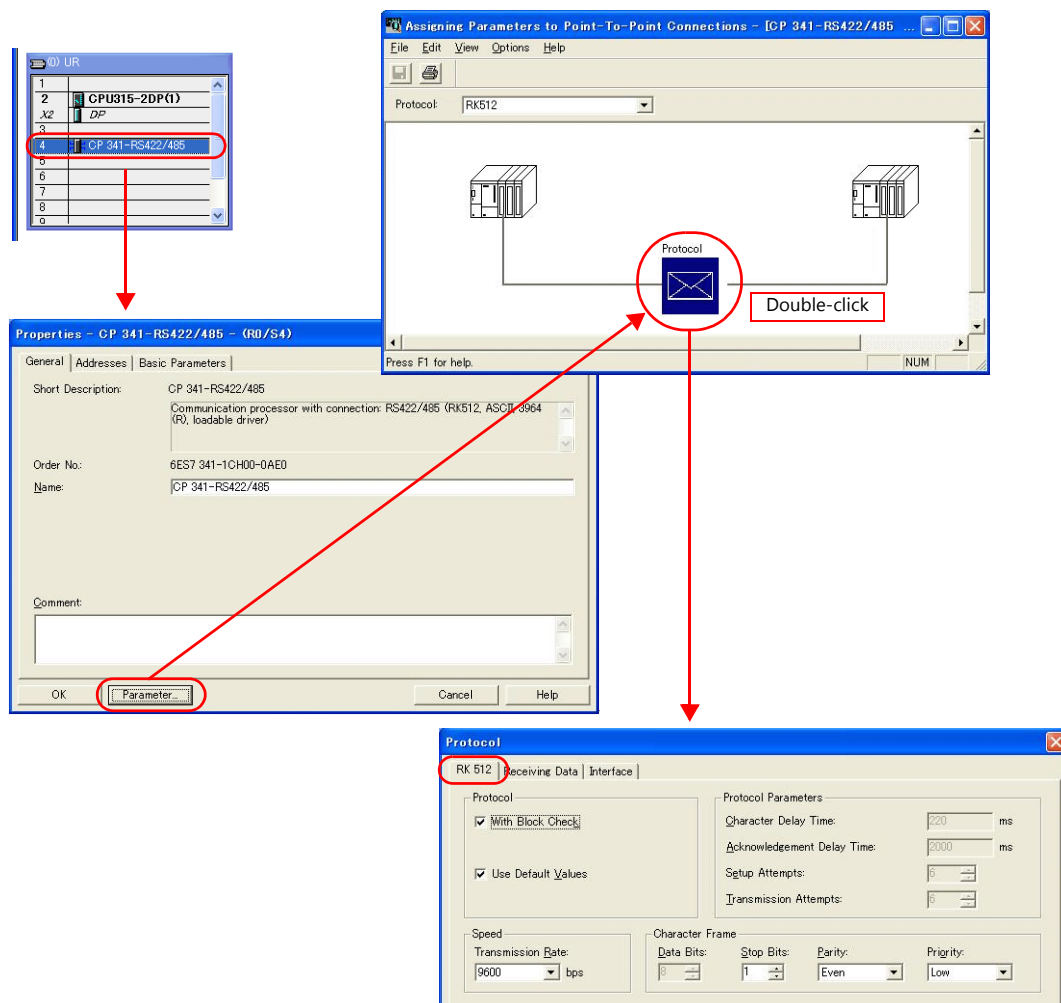 (0) UR
1
2 CPU315-2DP(1)
X2 DP
3
4 CP 341-RS422/485
5
6
7
8
9
Assigning Parameters to Point-To-Point Connections - [CP 341-RS422/485 ...
File Edit View Options Help
Protocol: RK512
Protocol
Double-click
Press F1 for help.
NUM
Properties - CP 341-RS422/485 - (R0/S4)
General Addresses Basic Parameters
Short Description: CP 341-RS422/485
Communication processor with connection: RS422/485 (RK512, ASCII, 3964
(R), loadable driver)
Order No.: 6ES7 341-1CH00-0AE0
Name: CP 341-RS422/485
Comment:
OK Parameter... Cancel Help
Protocol
RK 512 Receiving Data Interface
Protocol
With Block Check
Use Default Values
Protocol Parameters
Character Delay Time: 220 ms
Acknowledgement Delay Time: 2000 ms
Setup Attempts: 6
Transmission Attempts: 6
Speed
Transmission Rate:
9600 bps
Character Frame
Data Bits: Stop Bits: Parity: Priority:
8 1 Even Low